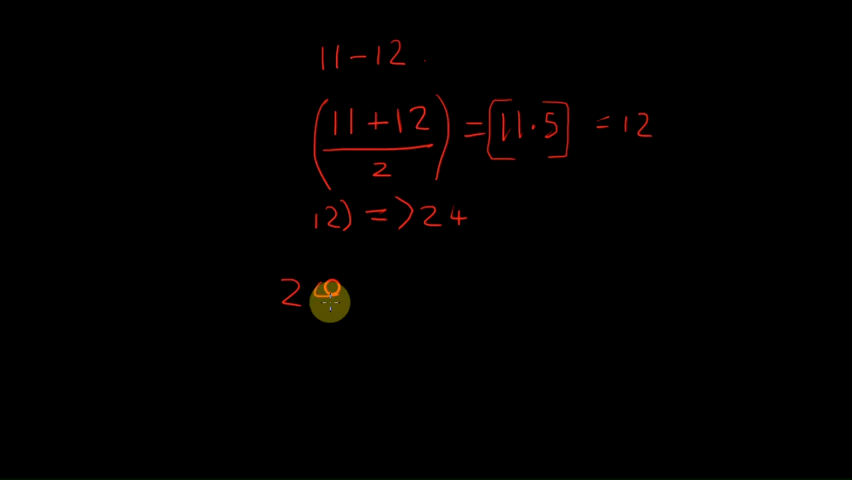 11-12.
(11+12/2) = [11.5] = 12
12) => 24
2